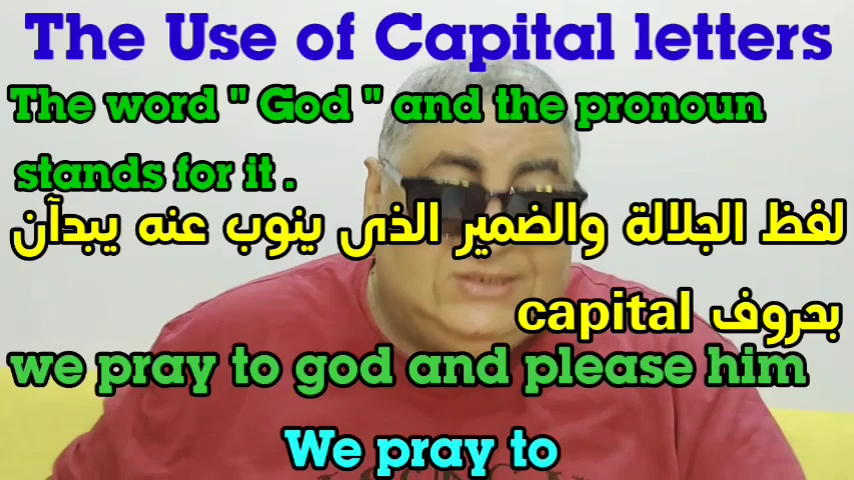 The Use of Capital letters
The word " God " and the pronoun
stands for it .
لفظ الجلالة والضمير الذى ينوب عنه يبدآن
بحروف capital
we pray to god and please him
We pray to